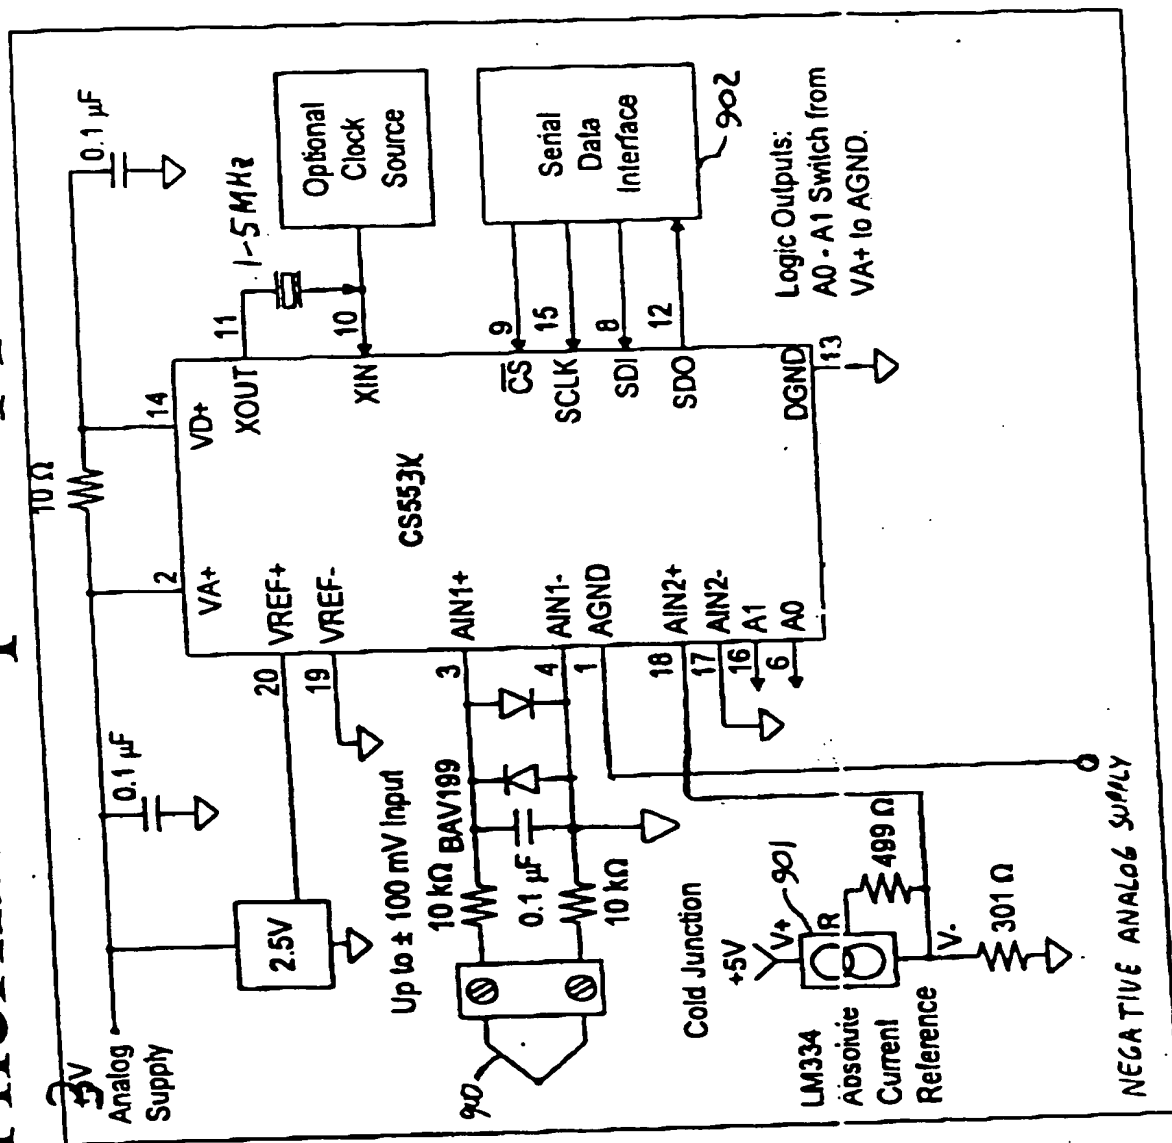 0.1 µF
10 Ω
1-5MHz
Optional
Clock
Source
Serial
Data
Interface
902
Logic Outputs:
A0 - A1 Switch from
VA+ to AGND.
11
10
9
15
8
12
13
14
VD+
XOUT
XIN
CS
SCLK
SDI
SDO
DGND
CS553X
2
VA+
VREF+
VREF-
AIN1+
AIN1-
AGND
AIN2+
AIN2-
A1
A0
20
19
3
4
1
18
17
16
6
0.1 µF
2.5V
Analog
Supply
Up to ± 100 mV Input
10 kΩ
BAV199
0.1 µF
10 kΩ
900
Cold Junction
+5V
V+
901
R
499 Ω
V-
301 Ω
LM334
Absolute
Current
Reference
NEGATIVE ANALOG SUPPLY